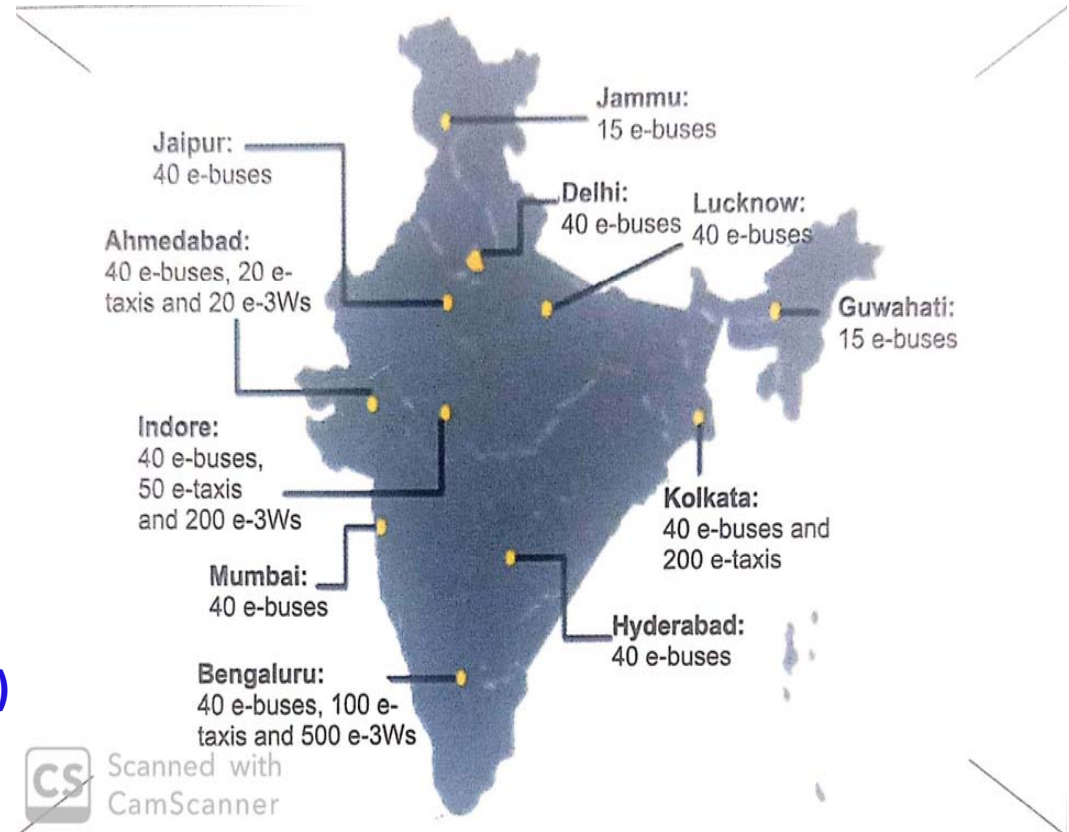 Jammu:
15 e-buses
Jaipur:
40 e-buses
Delhi:
40 e-buses
Lucknow:
40 e-buses
Ahmedabad:
40 e-buses, 20 e-
taxis and 20 e-3Ws
Guwahati:
15 e-buses
Indore:
40 e-buses,
50 e-taxis
and 200 e-3Ws
Kolkata:
40 e-buses and
200 e-taxis
Mumbai:
40 e-buses
Hyderabad:
40 e-buses
Bengaluru:
40 e-buses, 100 e-
taxis and 500 e-3Ws
)
CS Scanned with
CamScanner